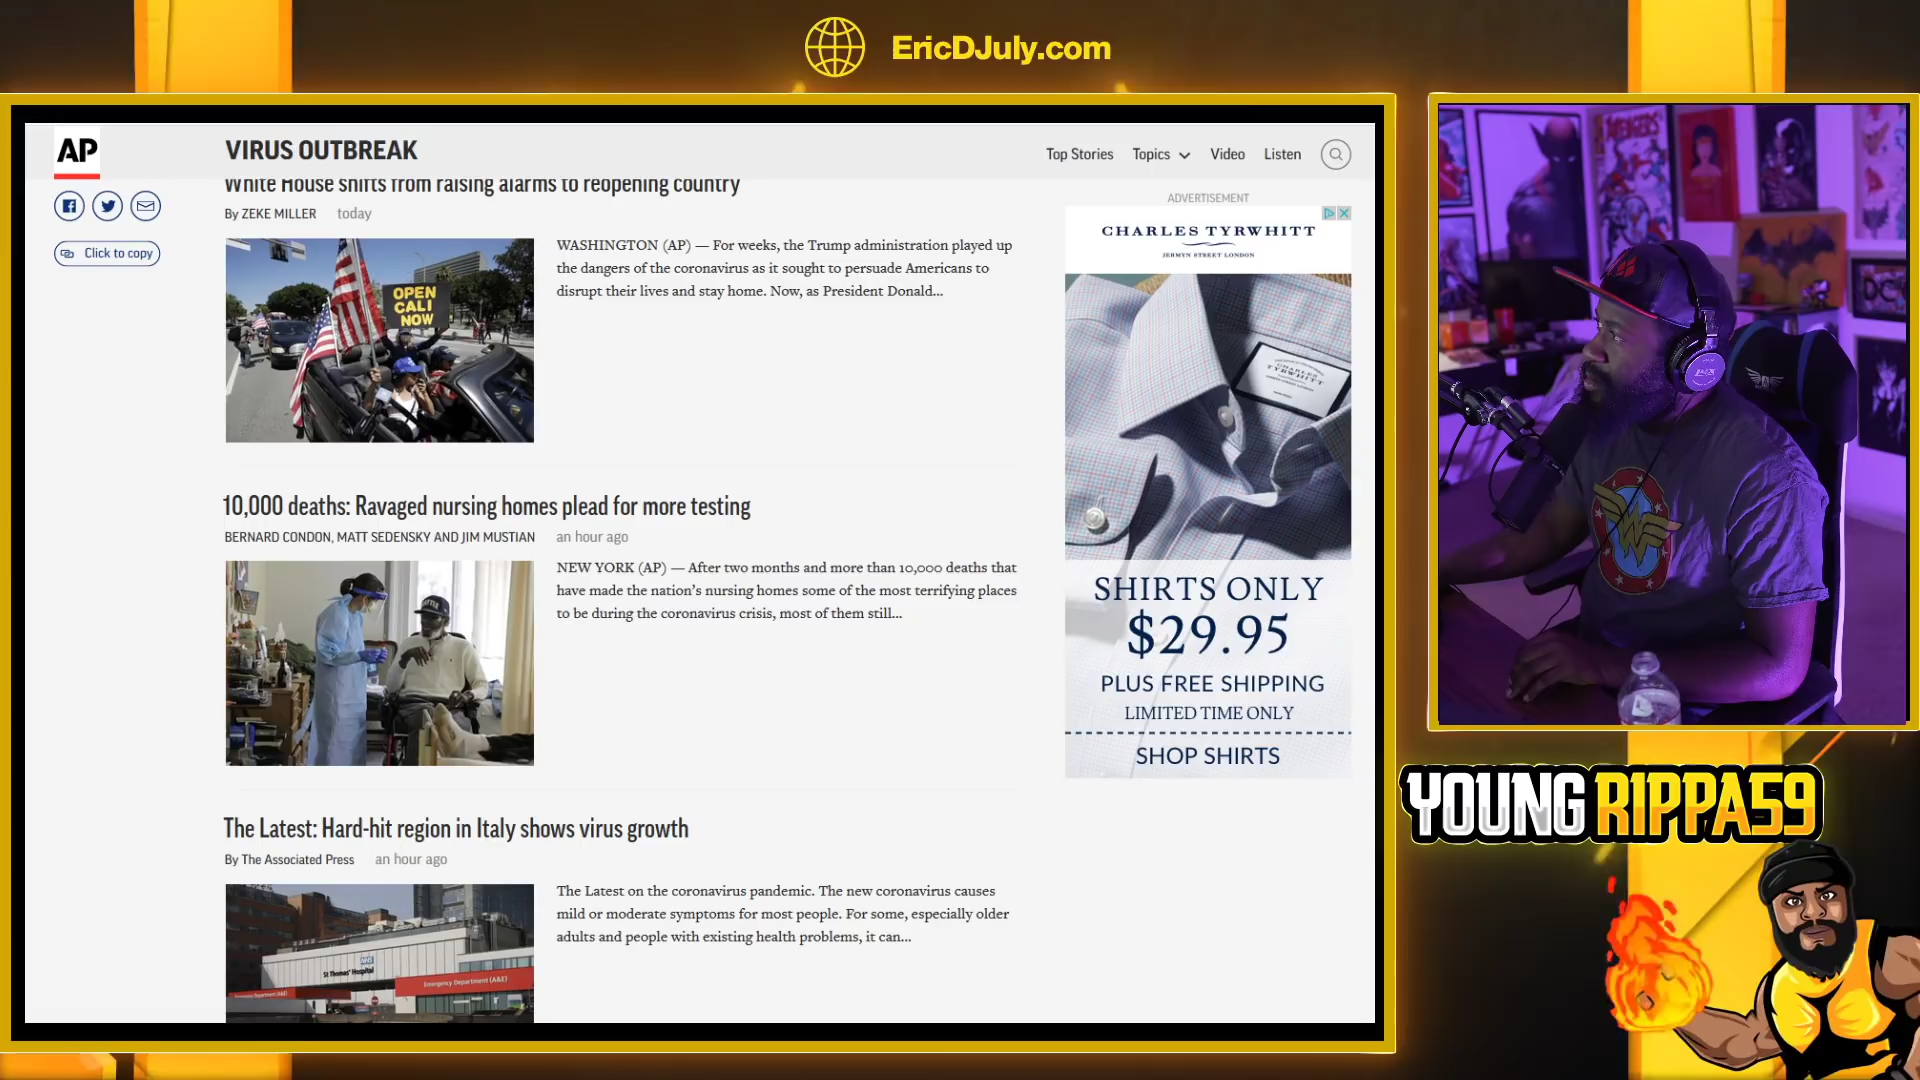 EricDJuly.com
AP
VIRUS OUTBREAK
Top Stories
Topics
Video
Listen
White House shifts from raising alarms to reopening country
By ZEKE MILLER today
Click to copy
OPEN
CALI
NOW
WASHINGTON (AP) — For weeks, the Trump administration played up
the dangers of the coronavirus as it sought to persuade Americans to
disrupt their lives and stay home. Now, as President Donald...
10,000 deaths: Ravaged nursing homes plead for more testing
BERNARD CONDON, MATT SEDENSKY AND JIM MUSTIAN an hour ago
NEW YORK (AP) — After two months and more than 10,000 deaths that
have made the nation's nursing homes some of the most terrifying places
to be during the coronavirus crisis, most of them still...
The Latest: Hard-hit region in Italy shows virus growth
By The Associated Press an hour ago
The Latest on the coronavirus pandemic. The new coronavirus causes
mild or moderate symptoms for most people. For some, especially older
adults and people with existing health problems, it can...
NHS
St Thomas' Hospital
Emergency Department (A&E)
Emergency Department (A&E)
ADVERTISEMENT
CHARLES TYRWHITT
JERMYN STREET LONDON
CHARLES
TYRWHITT
SHIRTS ONLY
$29.95
PLUS FREE SHIPPING
LIMITED TIME ONLY
SHOP SHIRTS
AVENGERS
DC
YOUNG RIPPA59